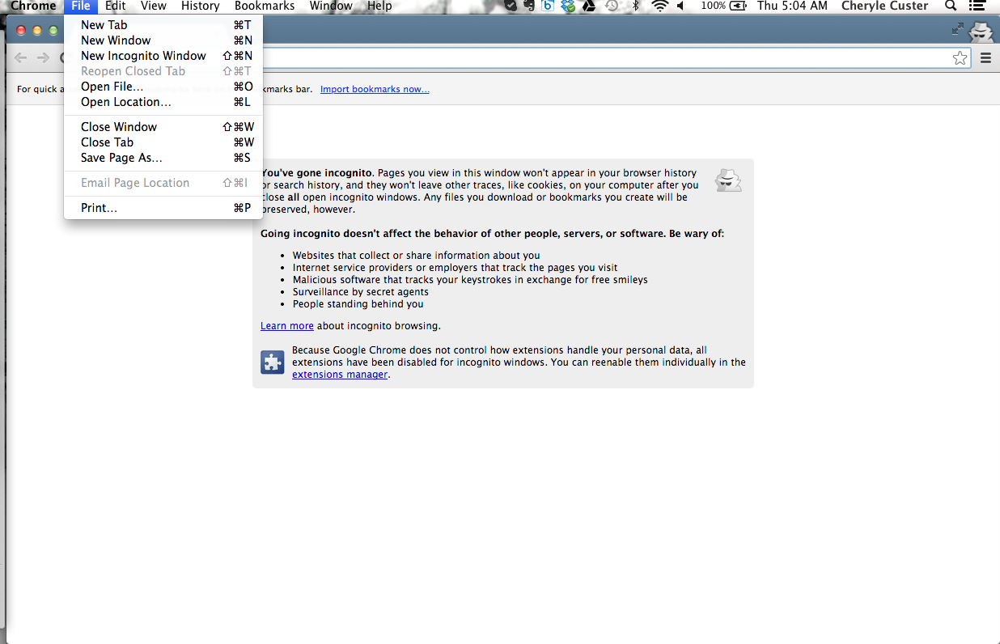 Chrome File Edit View History Bookmarks Window Help 100% Thu 5:04 AM Cheryle Custer
New Tab ⌘T
New Window ⌘N
New Incognito Window ⇧⌘N
Reopen Closed Tab ⇧⌘T
Open File... ⌘O
Open Location... ⌘L
Close Window ⇧⌘W
Close Tab ⌘W
Save Page As... ⌘S
Email Page Location ⇧⌘I
Print... ⌘P
For quick a kmarks bar. Import bookmarks now...
You've gone incognito. Pages you view in this window won't appear in your browser history
or search history, and they won't leave other traces, like cookies, on your computer after you
close all open incognito windows. Any files you download or bookmarks you create will be
preserved, however.
Going incognito doesn't affect the behavior of other people, servers, or software. Be wary of:
• Websites that collect or share information about you
• Internet service providers or employers that track the pages you visit
• Malicious software that tracks your keystrokes in exchange for free smileys
• Surveillance by secret agents
• People standing behind you
Learn more about incognito browsing.
Because Google Chrome does not control how extensions handle your personal data, all
extensions have been disabled for incognito windows. You can reenable them individually in the
extensions manager.